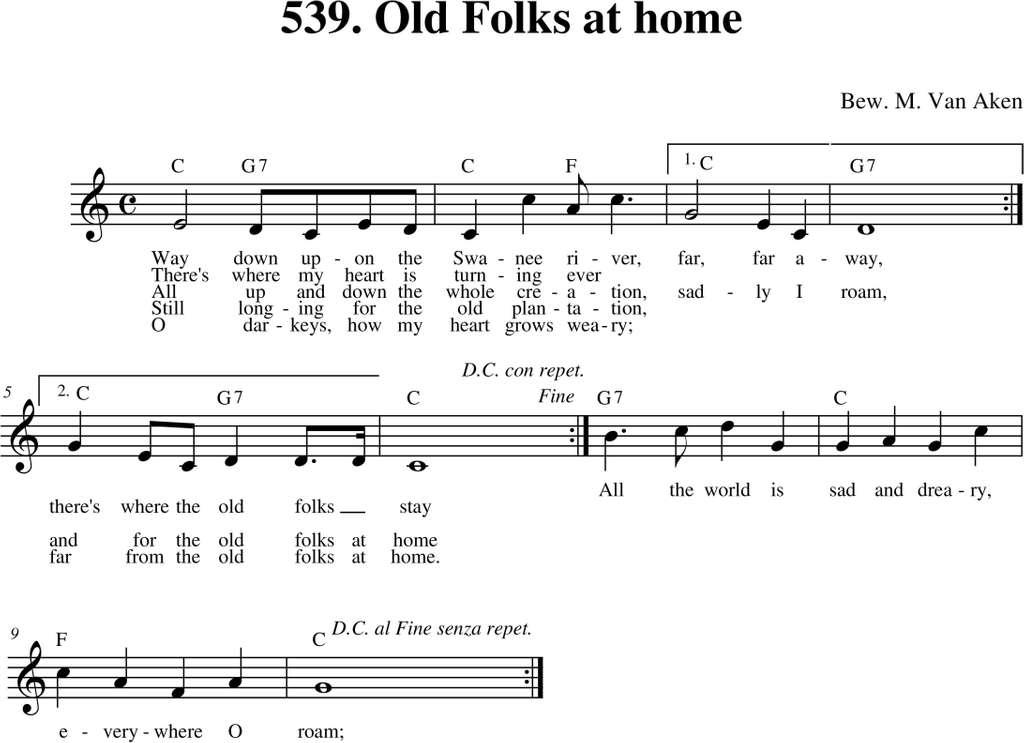 539. Old Folks at home
Bew. M. Van Aken
C G7 C F 1. C G7
Way down up - on the Swa - nee ri - ver, far, far a - way,
There's where my heart is turn - ing ever
All up and down the whole cre - a - tion, sad - ly I roam,
Still long - ing for the old plan - ta - tion,
O dar - keys, how my heart grows wea - ry;
D.C. con repet.
5 2. C G7 C Fine G7 C
All the world is sad and drea - ry,
there's where the old folks __ stay
and for the old folks at home
far from the old folks at home.
D.C. al Fine senza repet.
9 F C
e - very - where O roam;